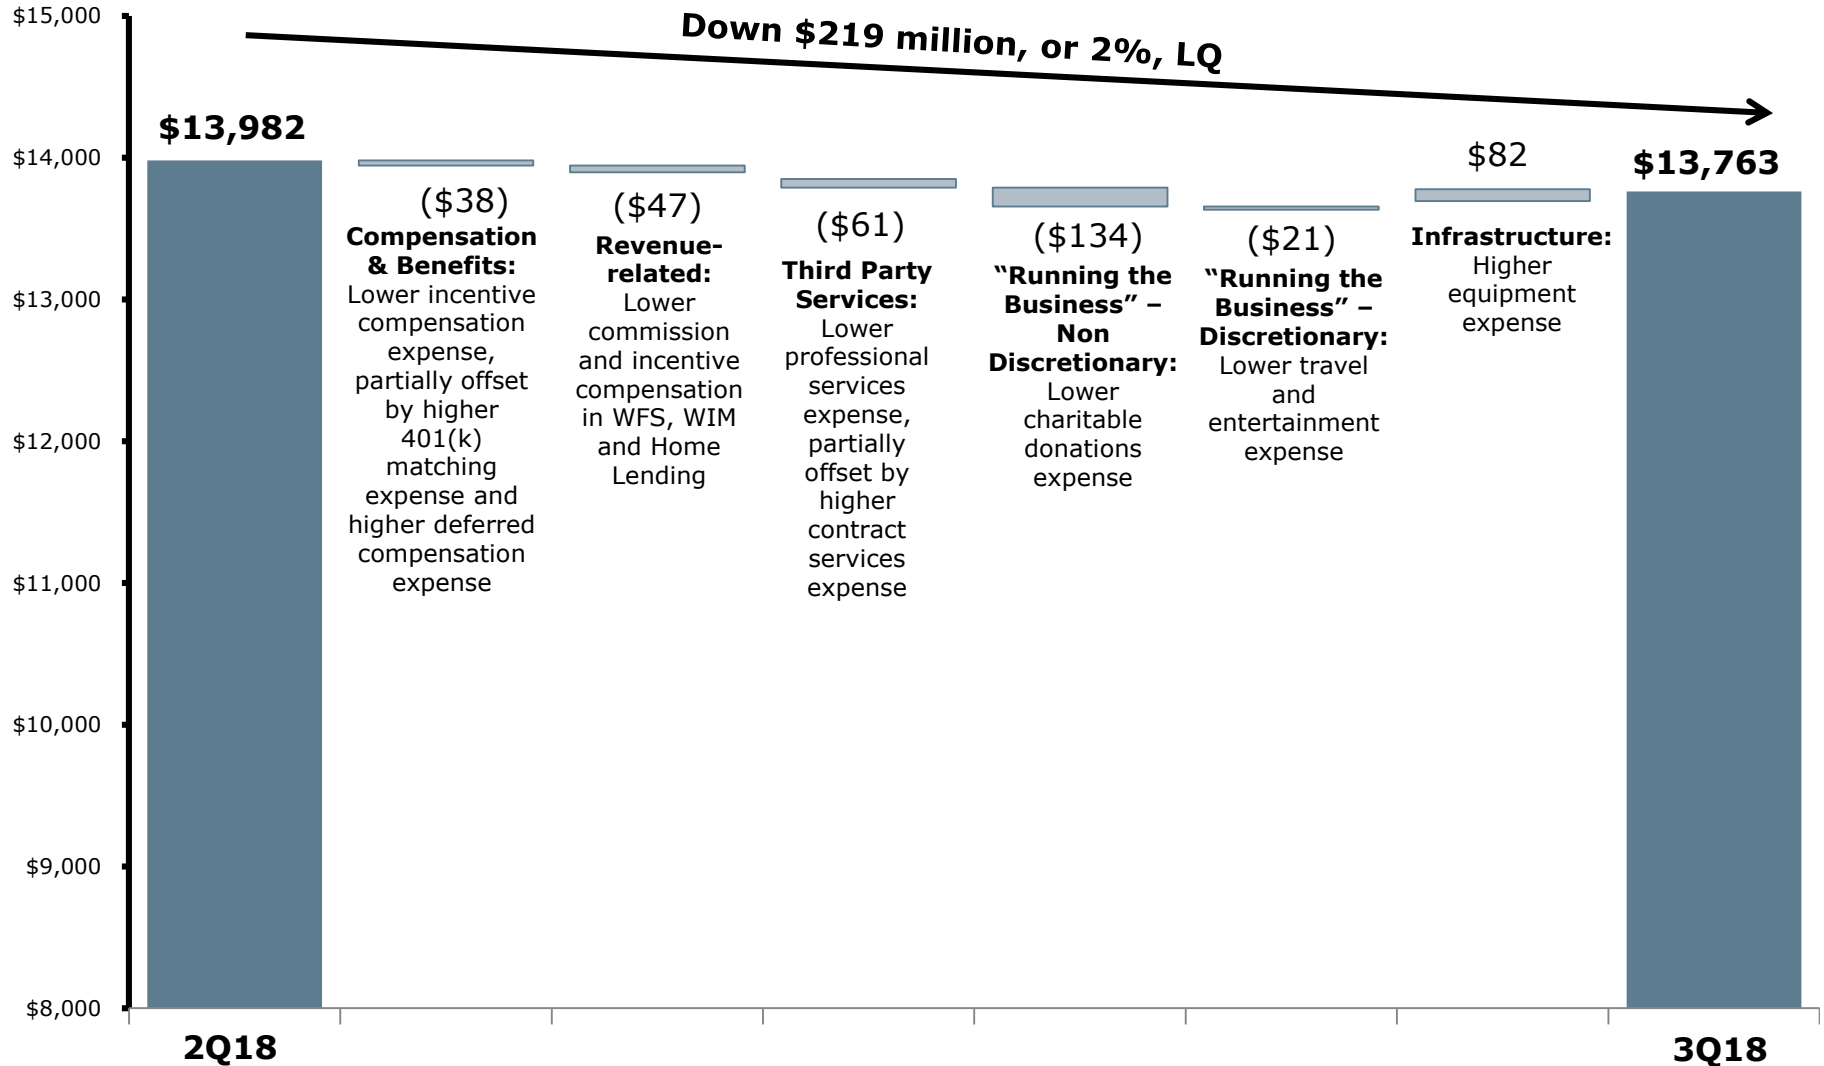 Down $219 million, or 2%, LQ
$15,000
$14,000
$13,000
$12,000
$11,000
$10,000
$9,000
$8,000
$13,982
2Q18
($38)
Compensation
& Benefits:
Lower incentive
compensation
expense,
partially offset
by higher
401(k)
matching
expense and
higher deferred
compensation
expense
($47)
Revenue-
related:
Lower
commission
and incentive
compensation
in WFS, WIM
and Home
Lending
($61)
Third Party
Services:
Lower
professional
services
expense,
partially
offset by
higher
contract
services
expense
($134)
“Running the
Business” –
Non
Discretionary:
Lower
charitable
donations
expense
($21)
“Running the
Business” –
Discretionary:
Lower travel
and
entertainment
expense
$82
Infrastructure:
Higher
equipment
expense
$13,763
3Q18